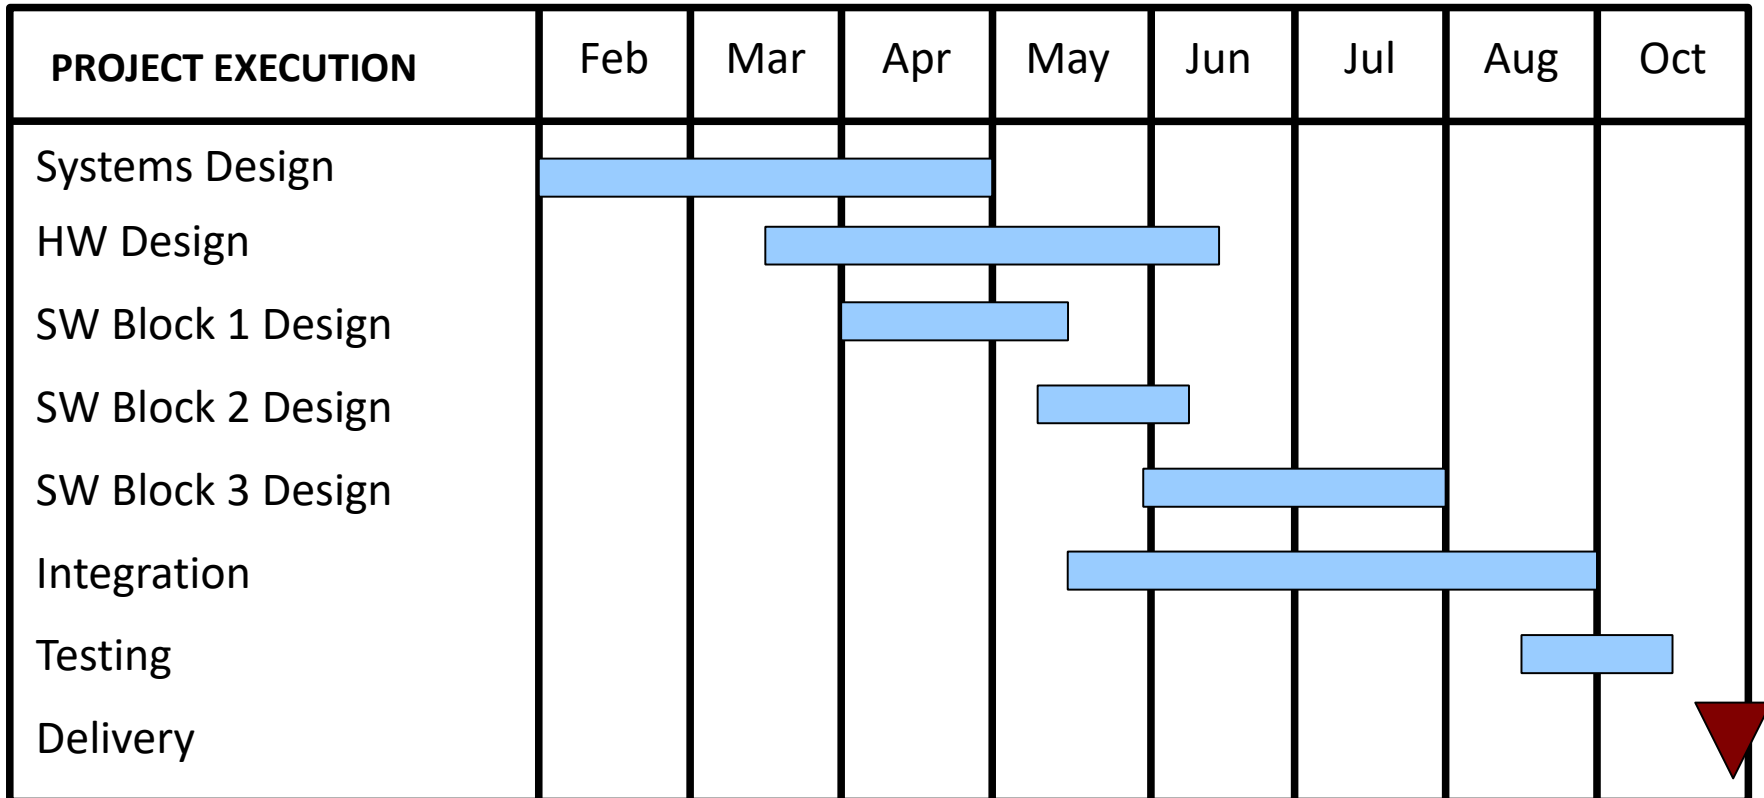 PROJECT EXECUTION Feb Mar Apr May Jun Jul Aug Oct
Systems Design
HW Design
SW Block 1 Design
SW Block 2 Design
SW Block 3 Design
Integration
Testing
Delivery